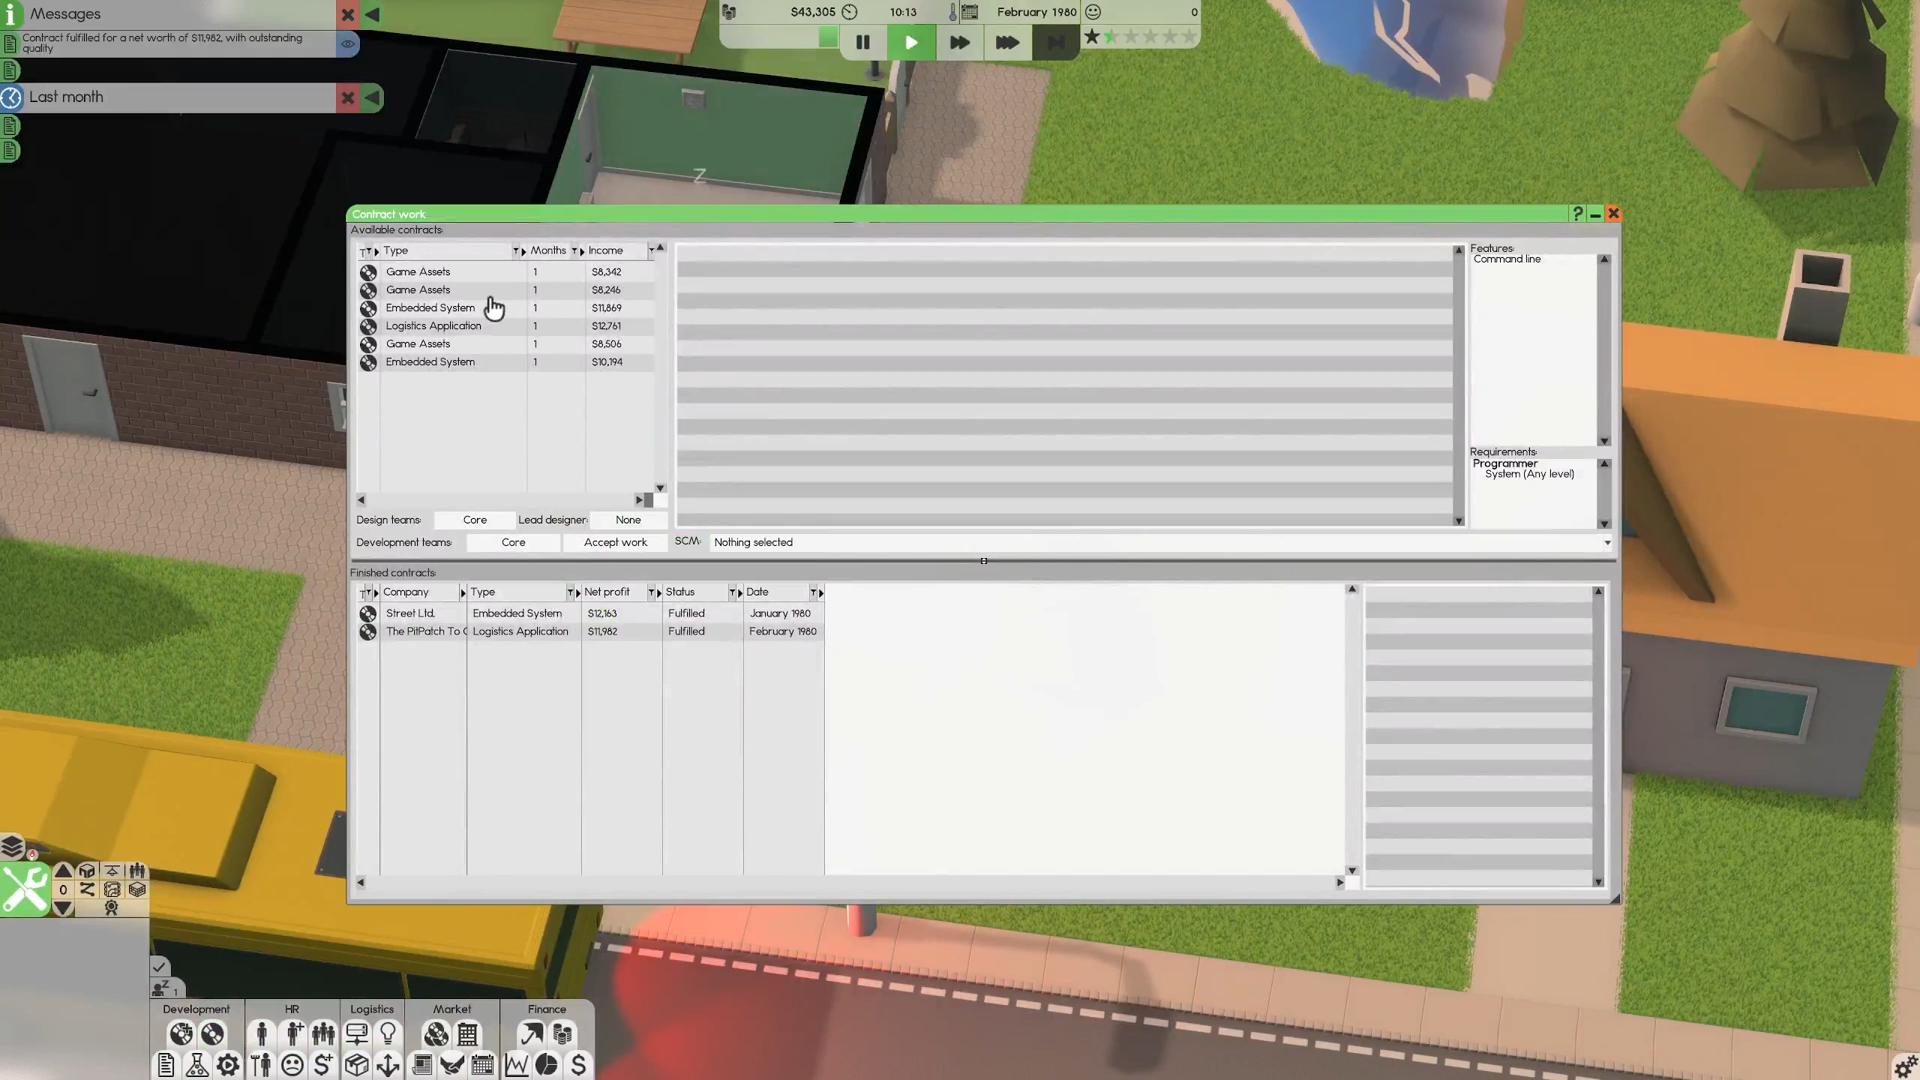 Messages
Contract fulfilled for a net worth of $11,982, with outstanding
quality
Last month
$43,305
10:13
February 1980
0
Contract work
?
Available contracts:
Type Months Income
Game Assets 1 $8,342
Game Assets 1 $8,246
Embedded System 1 $11,869
Logistics Application 1 $12,761
Game Assets 1 $8,506
Embedded System 1 $10,194
Features:
Command line
Requirements:
Programmer
System (Any level)
Design teams: Core Lead designer: None
Development teams: Core Accept work SCM: Nothing selected
Finished contracts:
Company Type Net profit Status Date
Street Ltd. Embedded System $12,163 Fulfilled January 1980
The PitPatch To C Logistics Application $11,982 Fulfilled February 1980
Z
0
Z 1
Development HR Logistics Market Finance